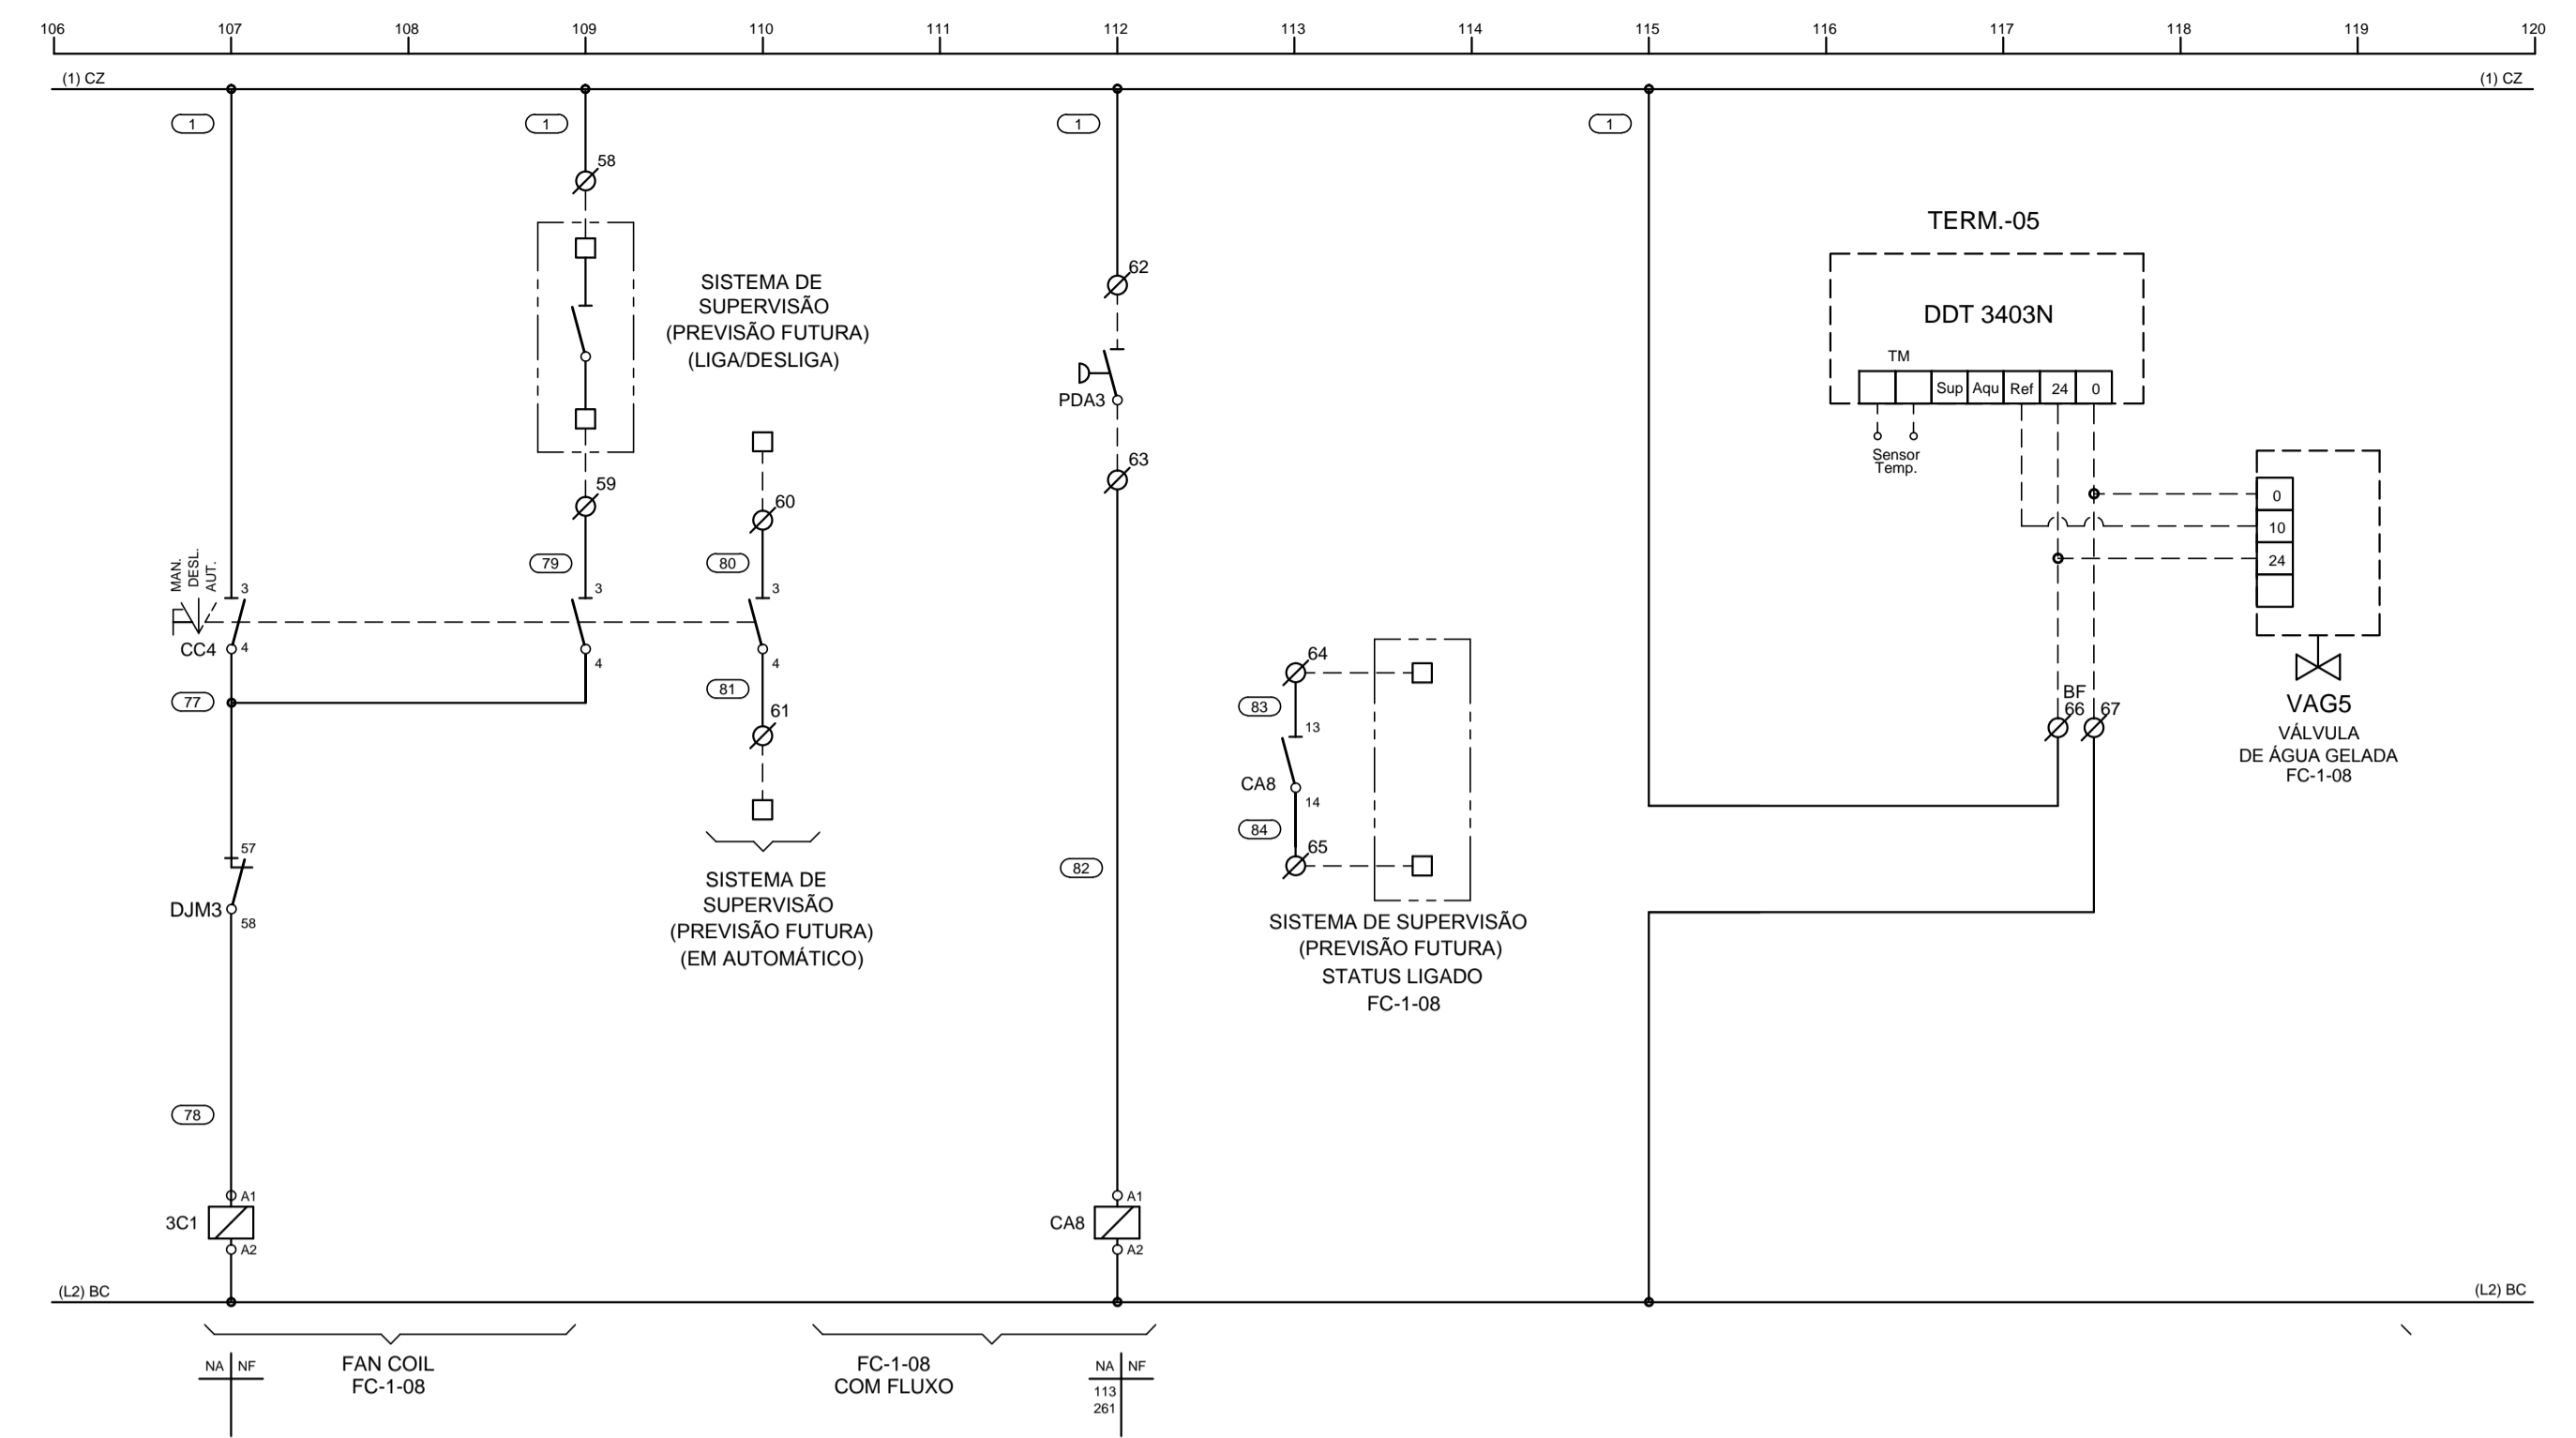 106 107 108 109 110 111 112 113 114 115 116 117 118 119 120
(1) CZ (1) CZ
1 1 1 1
58
62
TERM.-05
DDT 3403N
TM
Sup Aqu Ref 24 0
Sensor
Temp.
SISTEMA DE
SUPERVISÃO
(PREVISÃO FUTURA)
(LIGA/DESLIGA)
PDA3
63
59
60
0
10
24
79
80
MAN.
DESL.
AUT.
3 3 3
CC4 4 4 4
77
81
61
64
83
13
CA8
14
84
65
BF
66 67
VAG5
VÁLVULA
DE ÁGUA GELADA
FC-1-08
57
DJM3
58
82
SISTEMA DE
SUPERVISÃO
(PREVISÃO FUTURA)
(EM AUTOMÁTICO)
SISTEMA DE SUPERVISÃO
(PREVISÃO FUTURA)
STATUS LIGADO
FC-1-08
78
A1
3C1
A2
A1
CA8
A2
(L2) BC (L2) BC
NA NF
FAN COIL
FC-1-08
FC-1-08
COM FLUXO
NA NF
113
261